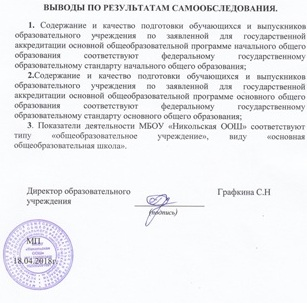 ВЫВОДЫ ПО РЕЗУЛЬТАТАМ САМООБСЛЕДОВАНИЯ.
1. Содержание и качество подготовки обучающихся и выпускников
образовательного учреждения по заявленной для государственной
аккредитации основной общеобразовательной программе начального общего
образования соответствуют федеральному государственному
образовательному стандарту начального общего образования;
2.Содержание и качество подготовки обучающихся и выпускников
образовательного учреждения по заявленной для государственной
аккредитации основной общеобразовательной программе основного общего
образования соответствуют федеральному государственному
образовательному стандарту основного общего образования;
3. Показатели деятельности МБОУ «Никольская ООШ» соответствуют
типу «общеобразовательное учреждение», виду «основная
общеобразовательная школа».
Директор образовательного Графкина С.Н
учреждения
(подпись)
МП.
18.04.2018г.